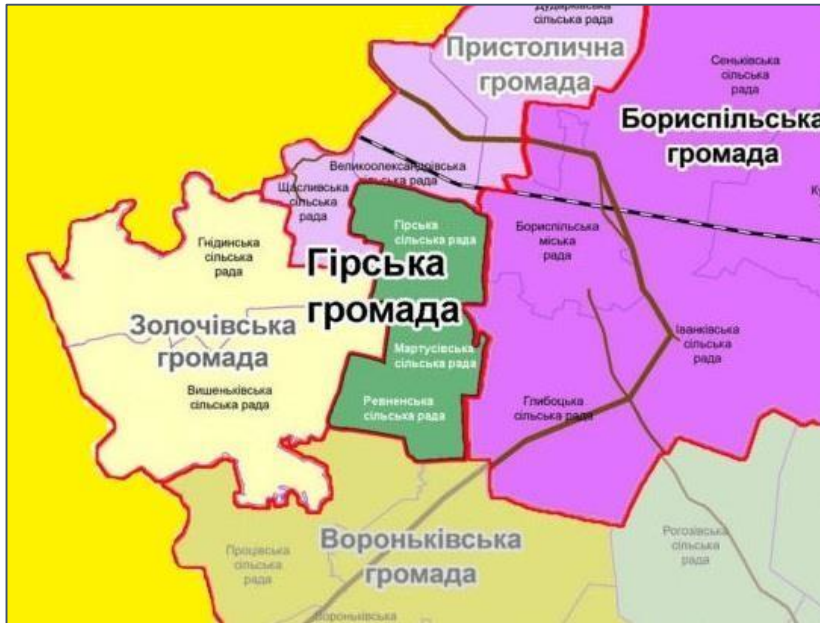 Дударківська
сільська
рада
Пристолична
громада
Сеньківська
сільська
рада
Бориспільська
громада
Великоолександрівська
сільська рада
Щасливська
сільська
рада
Гнідинська
сільська
рада
Гірська
сільська рада
Бориспільська
міська
рада
Гірська
громада
Золочівська
громада
Іванківська
сільська
рада
Мартусівська
сільська рада
Вишеньківська
сільська рада
Ревненська
сільська рада
Глибоцька
сільська рада
Вороньківська
громада
Рогозівська
сільська
рада
Процівська
сільська
рада
Вороньківська